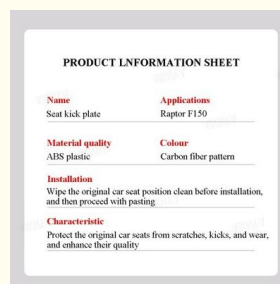 PRODUCT LNFORMATION SHEET
Name Applications
Seat kick plate Raptor F150
Material quality Colour
ABS plastic Carbon fiber pattern
Installation
Wipe the original car seat position clean before installation,
and then proceed with pasting
Characteristic
Protect the original car seats from scratches, kicks, and wear,
and enhance their quality